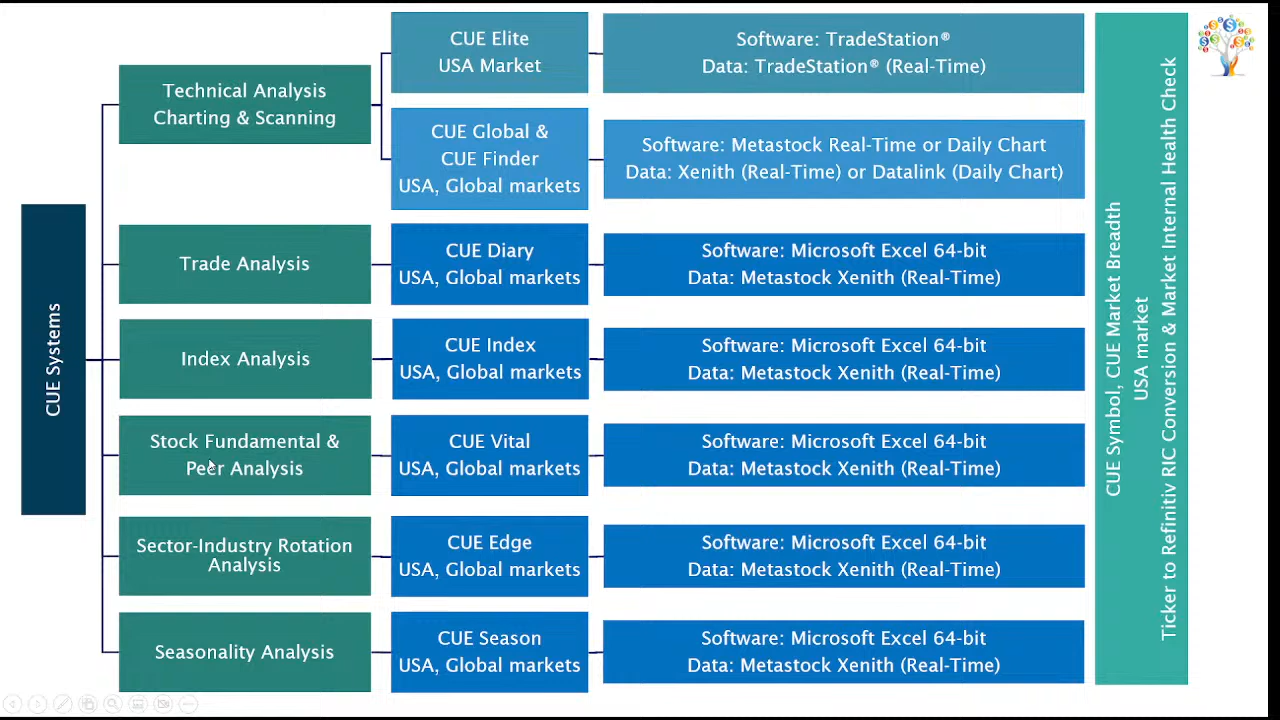 CUE Systems
Technical Analysis
Charting & Scanning
CUE Elite
USA Market
Software: TradeStation®
Data: TradeStation® (Real-Time)
CUE Global &
CUE Finder
USA, Global markets
Software: Metastock Real-Time or Daily Chart
Data: Xenith (Real-Time) or Datalink (Daily Chart)
Trade Analysis
CUE Diary
USA, Global markets
Software: Microsoft Excel 64-bit
Data: Metastock Xenith (Real-Time)
Index Analysis
CUE Index
USA, Global markets
Software: Microsoft Excel 64-bit
Data: Metastock Xenith (Real-Time)
Stock Fundamental &
Peer Analysis
CUE Vital
USA, Global markets
Software: Microsoft Excel 64-bit
Data: Metastock Xenith (Real-Time)
Sector-Industry Rotation
Analysis
CUE Edge
USA, Global markets
Software: Microsoft Excel 64-bit
Data: Metastock Xenith (Real-Time)
Seasonality Analysis
CUE Season
USA, Global markets
Software: Microsoft Excel 64-bit
Data: Metastock Xenith (Real-Time)
CUE Symbol, CUE Market Breadth
USA market
Ticker to Refinitiv RIC Conversion & Market Internal Health Check